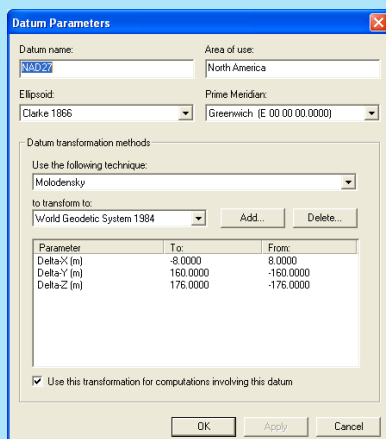 Datum Parameters
Datum name: Area of use:
NAD27 North America
Ellipsoid: Prime Meridian:
Clarke 1866 Greenwich (E 00 00 00.0000)
Datum transformation methods
Use the following technique:
Molodensky
to transform to:
World Geodetic System 1984 Add... Delete...
Parameter To: From:
Delta-X (m) -8.0000 8.0000
Delta-Y (m) 160.0000 -160.0000
Delta-Z (m) 176.0000 -176.0000
Use this transformation for computations involving this datum
OK Apply Cancel